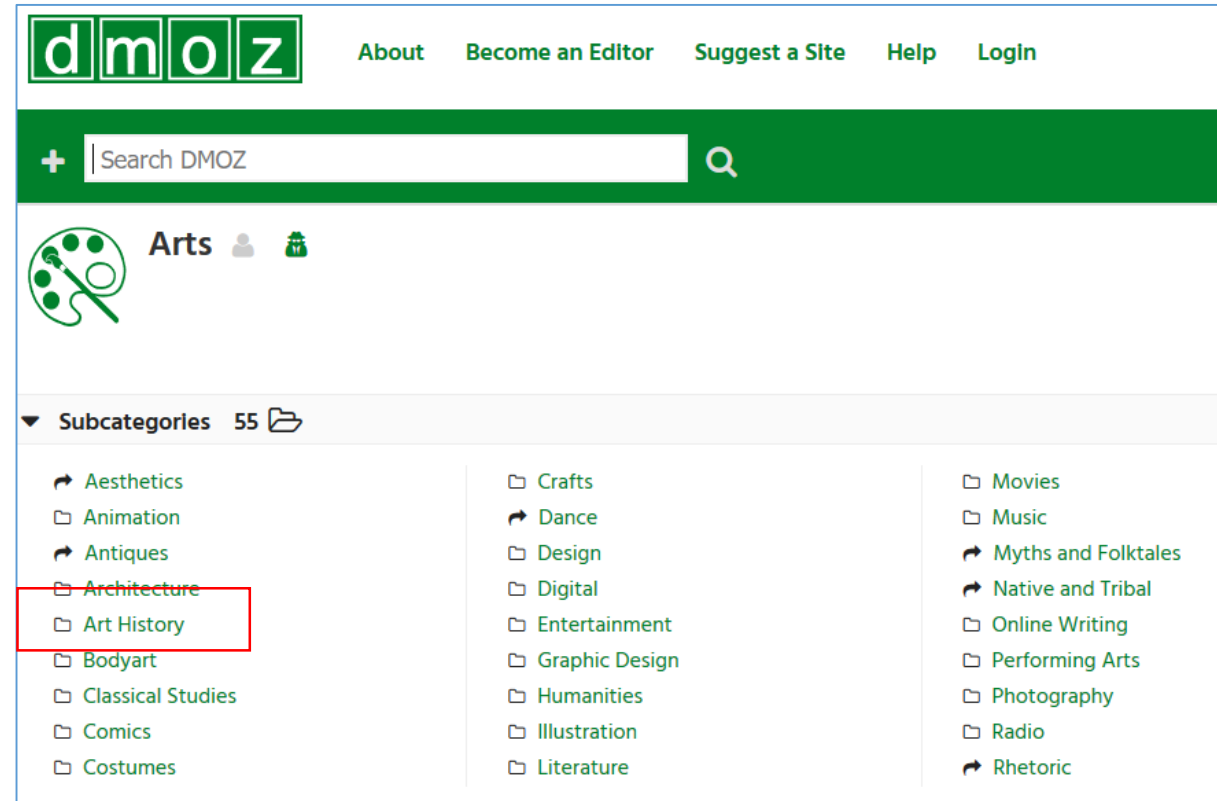 dmoz About Become an Editor Suggest a Site Help Login
Search DMOZ
Arts
Subcategories 55
Aesthetics
Animation
Antiques
Architecture
Art History
Bodyart
Classical Studies
Comics
Costumes
Crafts
Dance
Design
Digital
Entertainment
Graphic Design
Humanities
Illustration
Literature
Movies
Music
Myths and Folktales
Native and Tribal
Online Writing
Performing Arts
Photography
Radio
Rhetoric